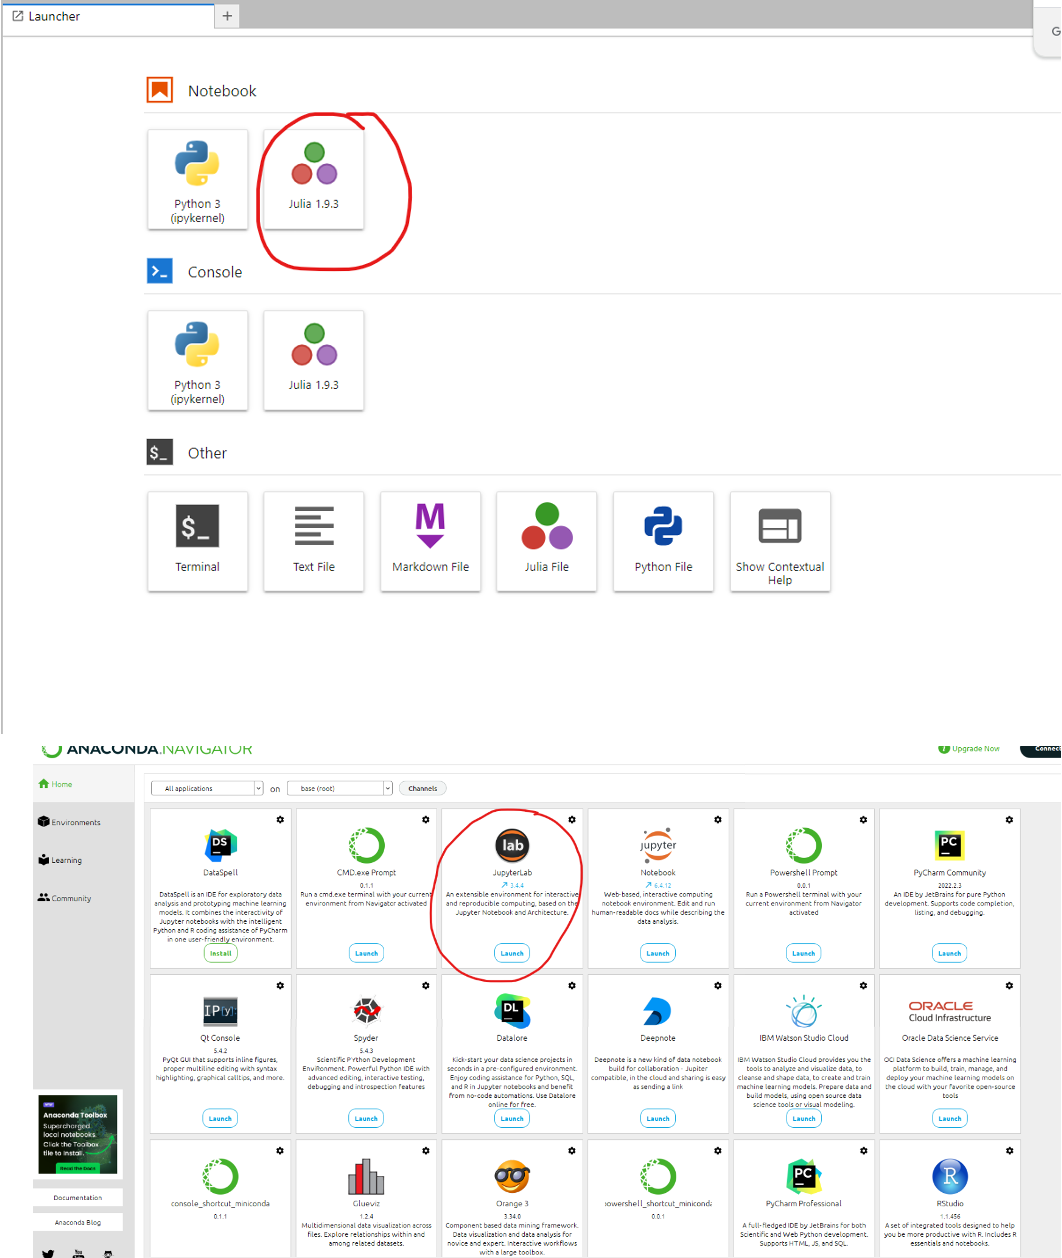 Launcher
+
G
Notebook
Python 3
(ipykernel)
Julia 1.9.3
Console
Python 3
(ipykernel)
Julia 1.9.3
$_
Other
$_
Terminal
Text File
M
Markdown File
Julia File
Python File
Show Contextual
Help
ANACONDA.NAVIGATOR
Upgrade Now
Connect
Home
Environments
Learning
Community
All applications
on
base (root)
Channels
DS
DataSpell
DataSpell is an IDE for exploratory data
analysis and prototyping machine learning
models. It combines the interactivity of
Jupyter notebooks with the intelligent
Python and R coding assistance of PyCharm
in one user-friendly environment.
Install
CMD.exe Prompt
0.1.1
Run a cmd.exe terminal with your current
environment from Navigator activated
Launch
lab
JupyterLab
3.4.4
An extensible environment for interactive
and reproducible computing, based on the
Jupyter Notebook and Architecture.
Launch
jupyter
Notebook
6.4.12
Web-based, interactive computing
notebook environment. Edit and run
human-readable docs while describing the
data analysis.
Launch
Powershell Prompt
0.0.1
Run a Powershell terminal with your
current environment from Navigator
activated
Launch
PC
PyCharm Community
2022.2.3
An IDE by JetBrains for pure Python
development. Supports code completion,
listing, and debugging.
Launch
IP[y]:
Qt Console
5.4.2
PyQt GUI that supports inline figures,
proper multiline editing with syntax
highlighting, graphical calltips, and more.
Launch
Spyder
5.4.3
Scientific PYthon Development
EnviRonment. Powerful Python IDE with
advanced editing, interactive testing,
debugging and introspection features
Launch
DL
Datalore
Kick-start your data science projects in
seconds in a pre-configured environment.
Enjoy coding assistance for Python, SQL,
and R in Jupyter notebooks and benefit
from no-code automations. Use Datalore
online for free.
Launch
Deepnote
Deepnote is a new kind of data notebook
build for collaboration - Jupiter
compatible, in the cloud and sharing is easy
as sending a link
Launch
IBM Watson Studio Cloud
IBM Watson Studio Cloud provides you the
tools to analyze and visualize data, to
cleanse and shape data, to create and train
machine learning models. Prepare data and
build models, using open source data
science tools or visual modeling.
Launch
ORACLE
Cloud Infrastructure
Oracle Data Science Service
OCI Data Science offers a machine learning
platform to build, train, manage, and
deploy your machine learning models on
the cloud with your favorite open-source
tools
Launch
NEW
Anaconda Toolbox
Supercharged
local notebooks.
Click the Toolbox
tile to install.
Read the Docs
Documentation
Anaconda Blog
console_shortcut_miniconda
0.1.1
Glueviz
1.2.4
Multidimensional data visualization across
files. Explore relationships within and
among related datasets.
Orange 3
3.34.0
Component based data mining framework.
Data visualization and data analysis for
novice and expert. Interactive workflows
with a large toolbox.
powershell_shortcut_miniconda
0.0.1
PC
PyCharm Professional
A full-fledged IDE by JetBrains for both
Scientific and Web Python development.
Supports HTML, JS, and SQL.
R
RStudio
1.1.456
A set of integrated tools designed to help
you be more productive with R. Includes R
essentials and notebooks.